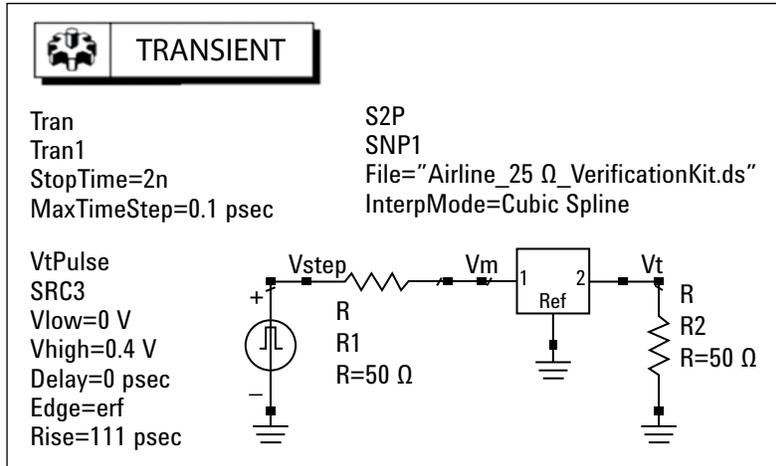 TRANSIENT
Tran
Tran1
StopTime=2n
MaxTimeStep=0.1 psec
S2P
SNP1
File="Airline_25 Ω_VerificationKit.ds"
InterpMode=Cubic Spline
VtPulse
SRC3
Vlow=0 V
Vhigh=0.4 V
Delay=0 psec
Edge=erf
Rise=111 psec
Vstep
+
–
R
R1
R=50 Ω
Vm
1
2
Ref
Vt
R
R2
R=50 Ω